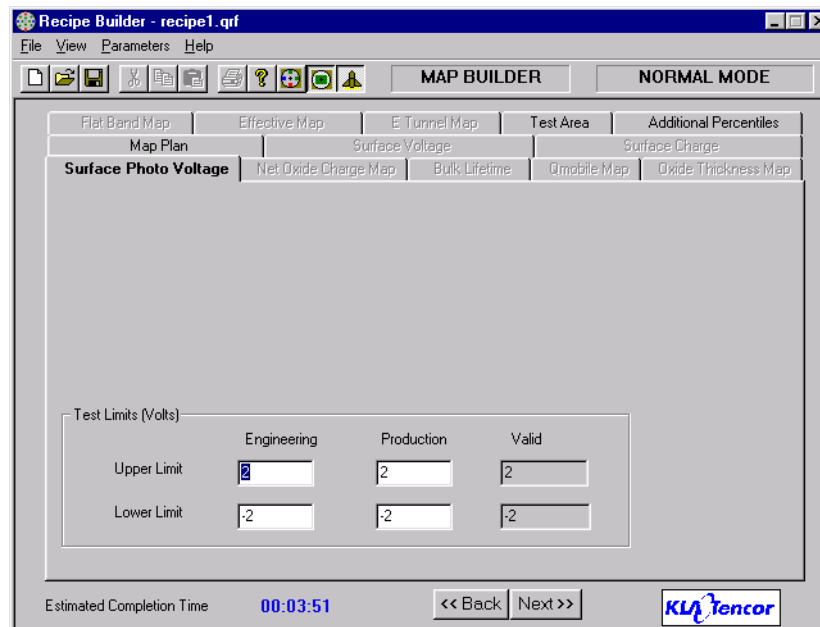 Recipe Builder - recipe1.qrf
File View Parameters Help
MAP BUILDER NORMAL MODE
Flat Band Map Effective Map E Tunnel Map Test Area Additional Percentiles
Map Plan Surface Voltage Surface Charge
Surface Photo Voltage Net Oxide Charge Map Bulk Lifetime Qmobile Map Oxide Thickness Map
Test Limits (Volts)
Engineering Production Valid
Upper Limit 2 2 2
Lower Limit -2 -2 -2
Estimated Completion Time 00:03:51 << Back Next >> KLA Tencor